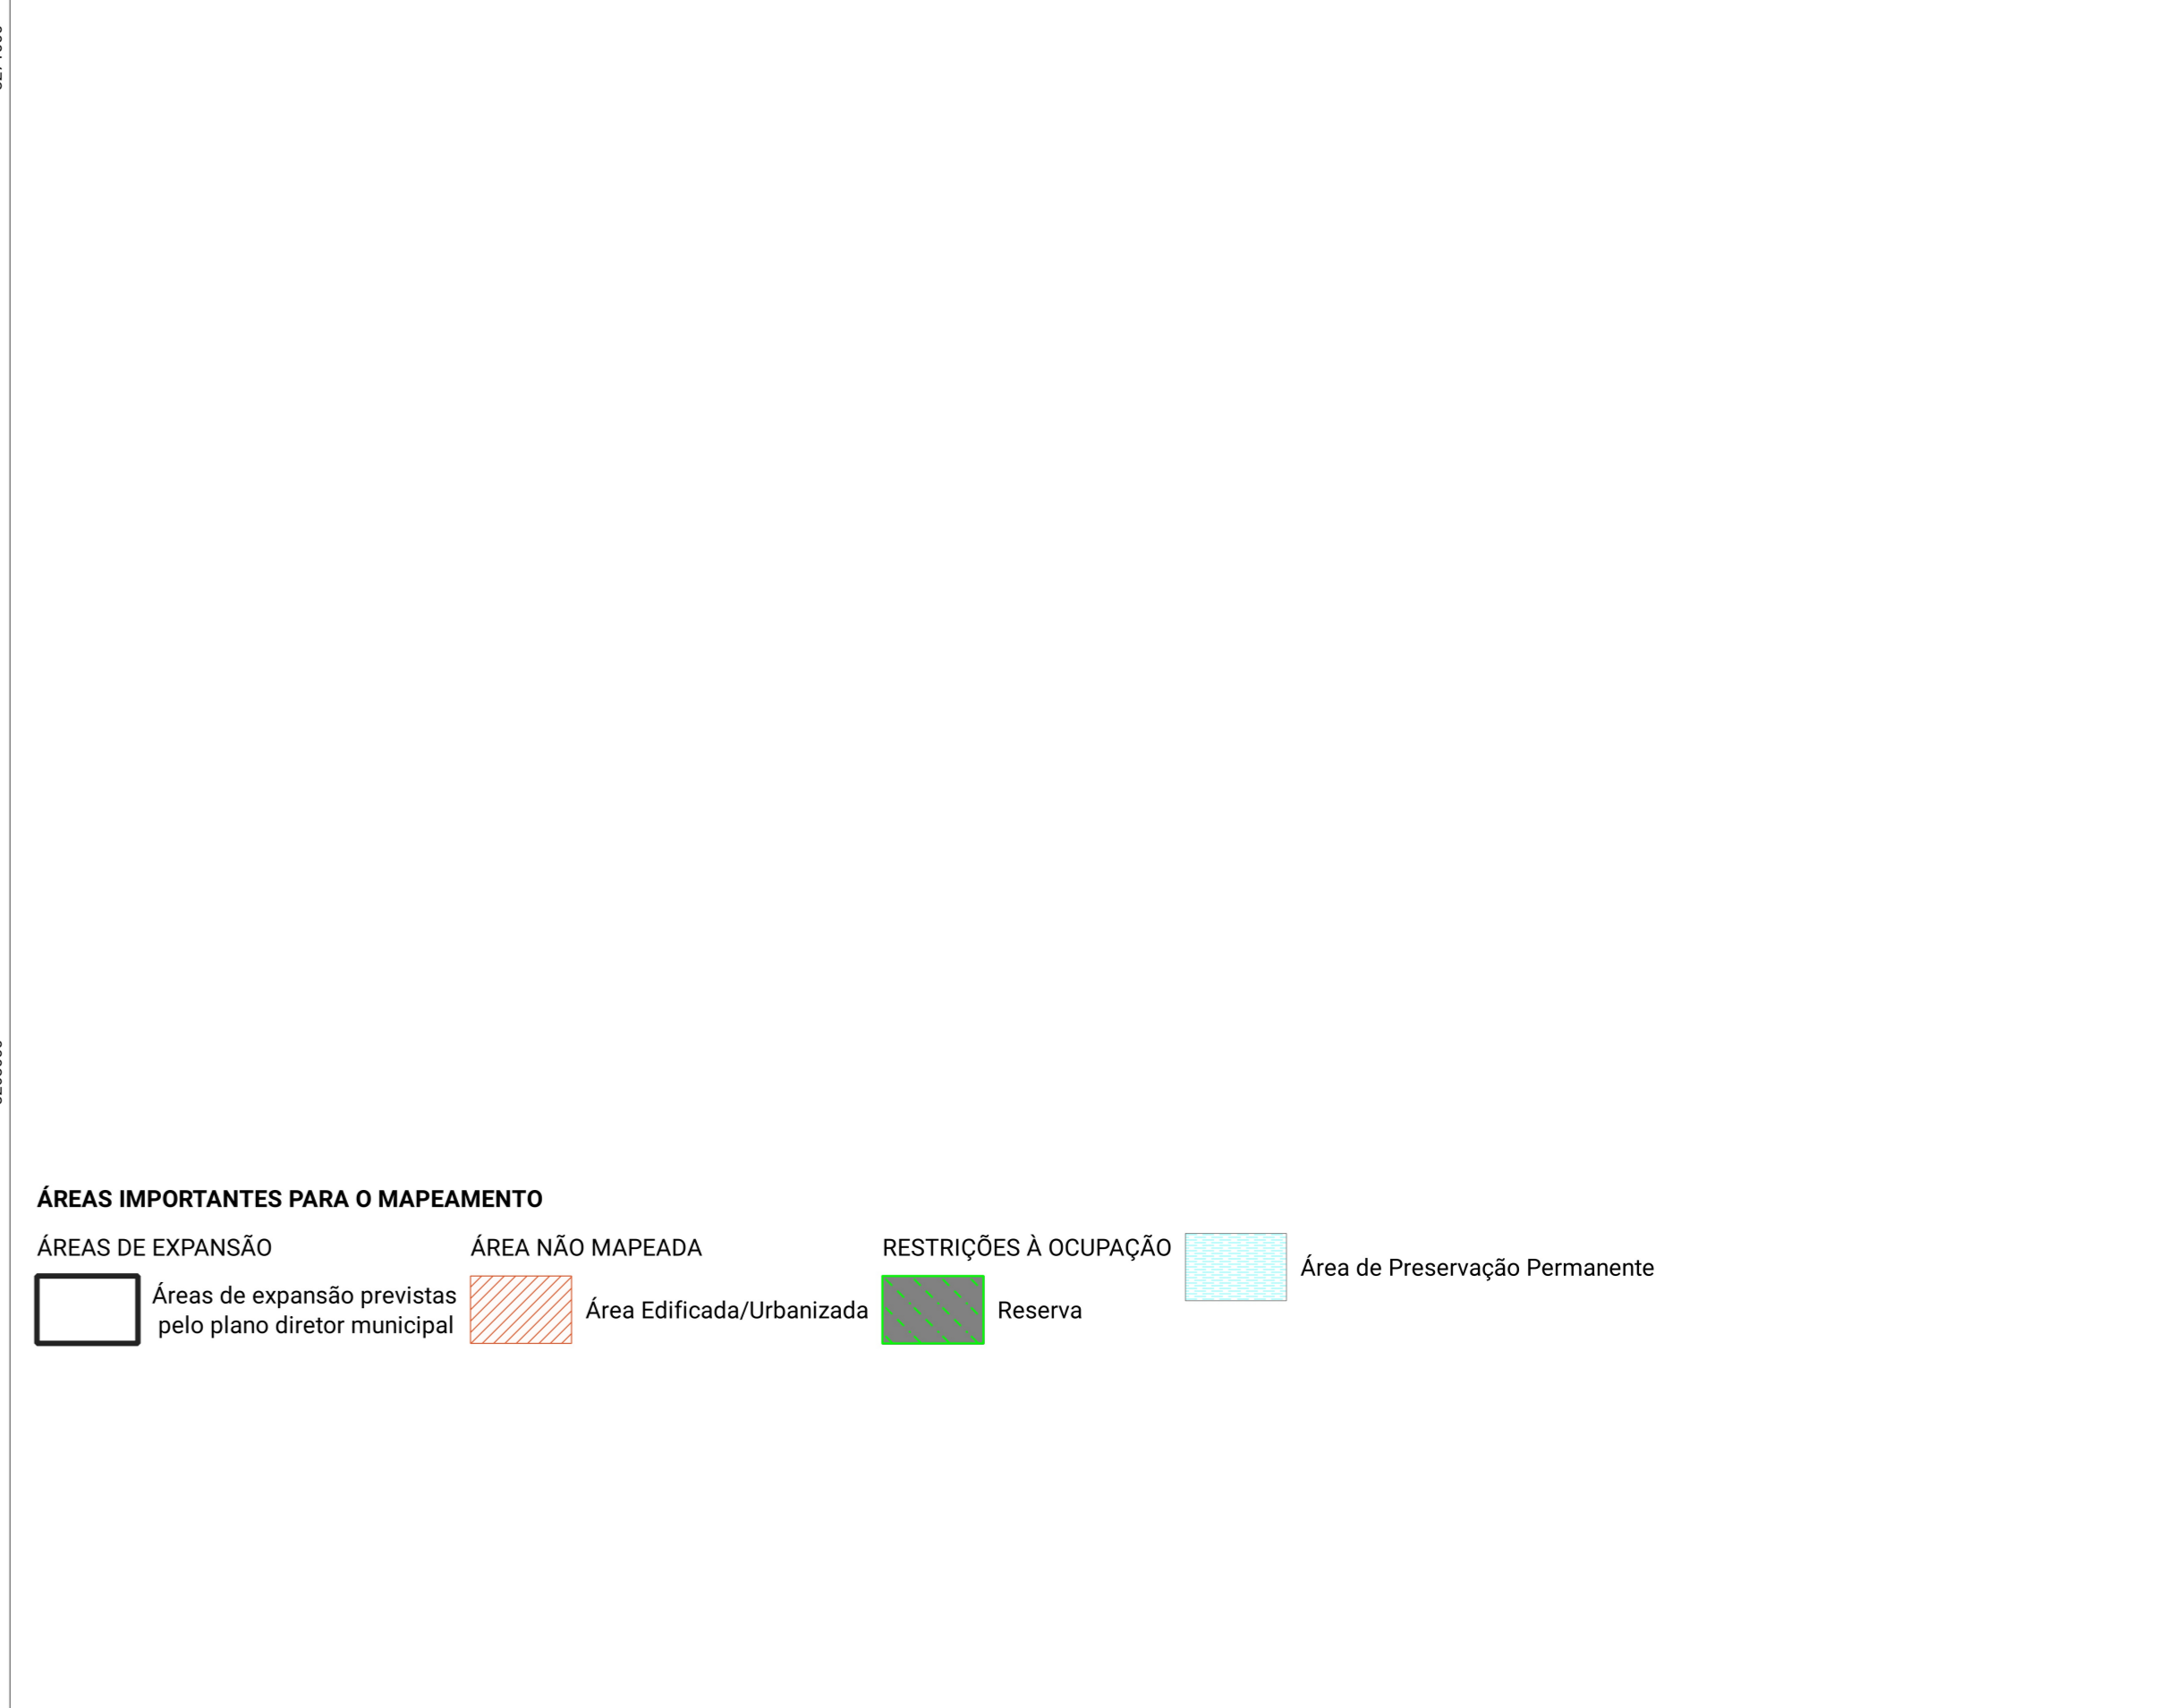 ÁREAS IMPORTANTES PARA O MAPEAMENTO
ÁREAS DE EXPANSÃO
Áreas de expansão previstas
pelo plano diretor municipal
ÁREA NÃO MAPEADA
Área Edificada/Urbanizada
RESTRIÇÕES À OCUPAÇÃO
Reserva
Área de Preservação Permanente